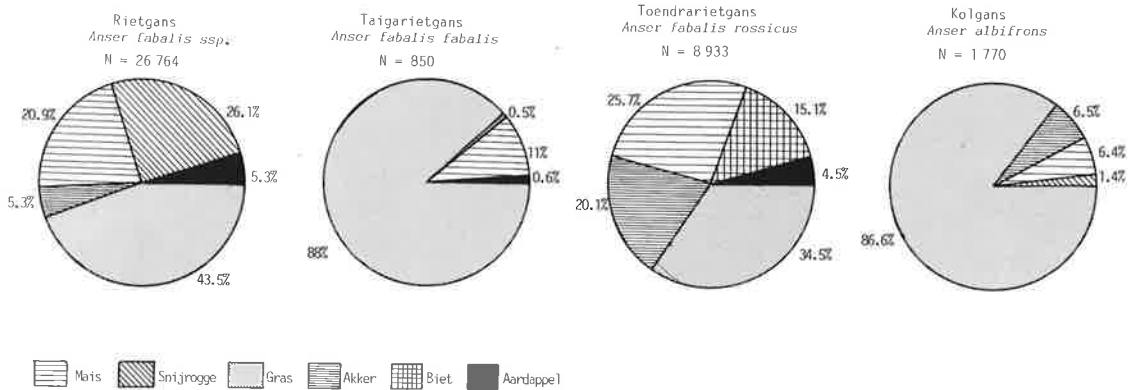 Rietgans
Anser fabalis ssp.
N = 26 764
20.9%
26.1%
5.3%
5.3%
43.5%
Taigarietgans
Anser fabalis fabalis
N = 850
0.5%
11%
0.6%
88%
Toendrarietgans
Anser fabalis rossicus
N = 8 933
25.7%
15.1%
4.5%
20.1%
34.5%
Kolgans
Anser albifrons
N = 1 770
6.5%
6.4%
1.4%
86.6%
Mais Snijrogge Gras Akker Biet Aardappel